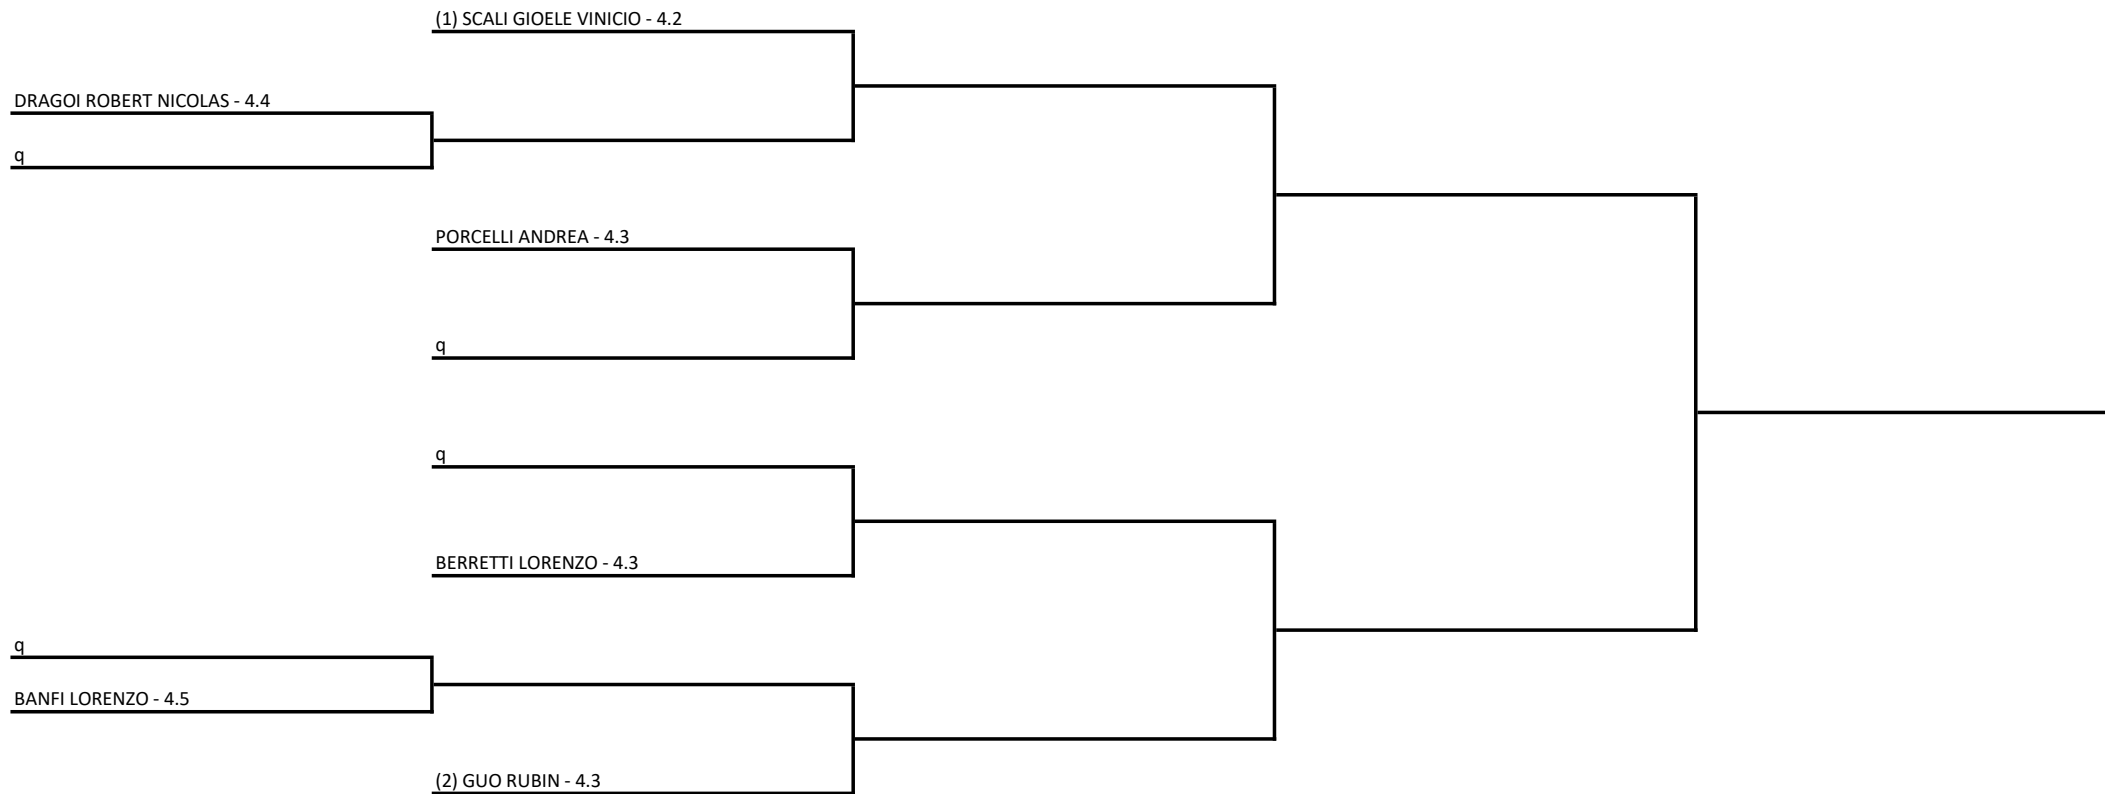 (1) SCALI GIOELE VINICIO - 4.2
DRAGOI ROBERT NICOLAS - 4.4
q
PORCELLI ANDREA - 4.3
q
q
BERRETTI LORENZO - 4.3
q
BANFI LORENZO - 4.5
(2) GUO RUBIN - 4.3